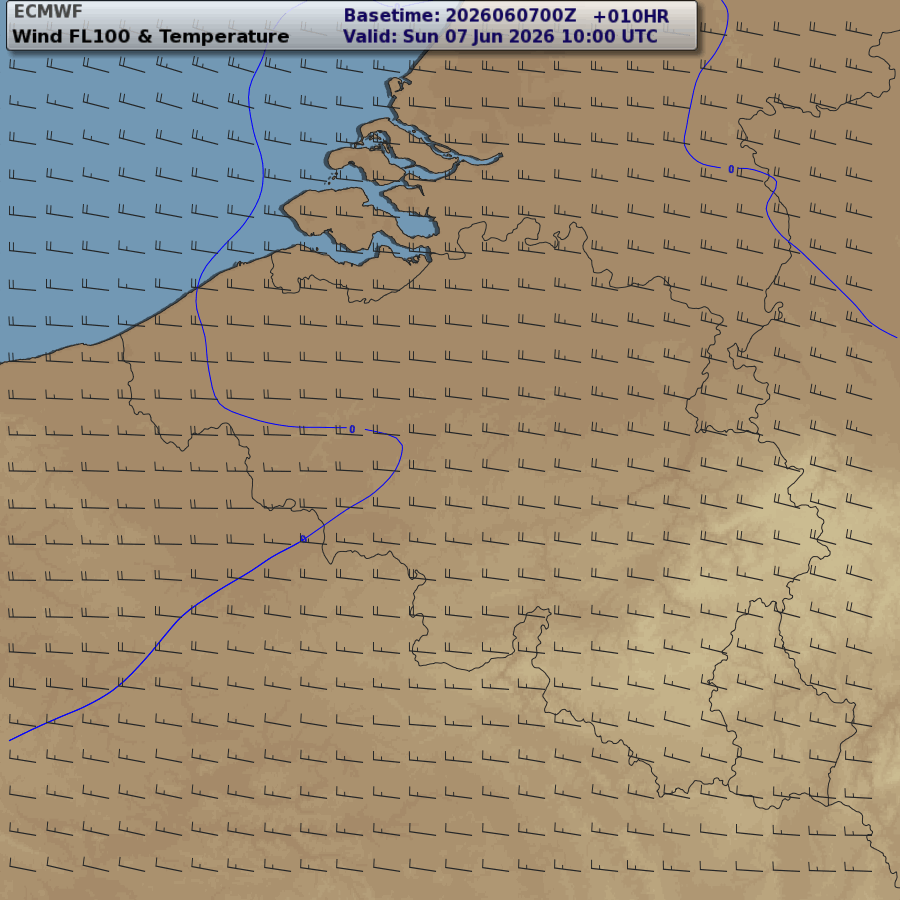 ECMWF
Basetime: 2026060700Z +010HR
Wind FL100 & Temperature
Valid: Sun 07 Jun 2026 10:00 UTC
0
0
0